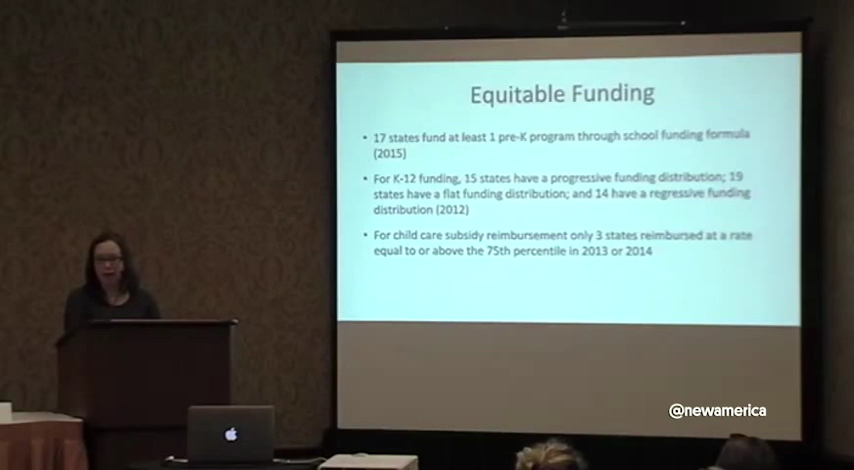 Equitable Funding
• 17 states fund at least 1 pre-K program through school funding formula
(2015)
• For K-12 funding, 15 states have a progressive funding distribution; 19
states have a flat funding distribution; and 14 have a regressive funding
distribution (2012)
• For child care subsidy reimbursement only 3 states reimbursed at a rate
equal to or above the 75th percentile in 2013 or 2014
@newamerica